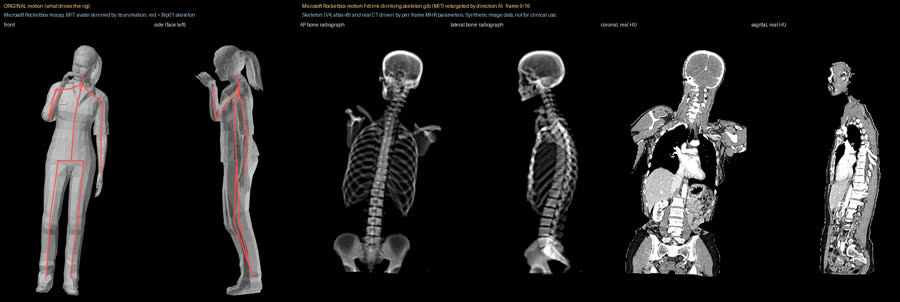 ORIGINAL motion (what drives the rig)
Microsoft Rocketbox mocap, MIT: avatar skinned by its animation, red = Bip01 skeleton
front
side (face left)
Microsoft Rocketbox motion f-drink-drinking.skeleton.glb (MIT) retargeted by direction fit frame 9/16
Skeleton (V4, atlas v8) and real CT driven by per-frame MHR parameters. Synthetic image data, not for clinical use.
AP bone radiograph
lateral bone radiograph
coronal, real HU
sagittal, real HU